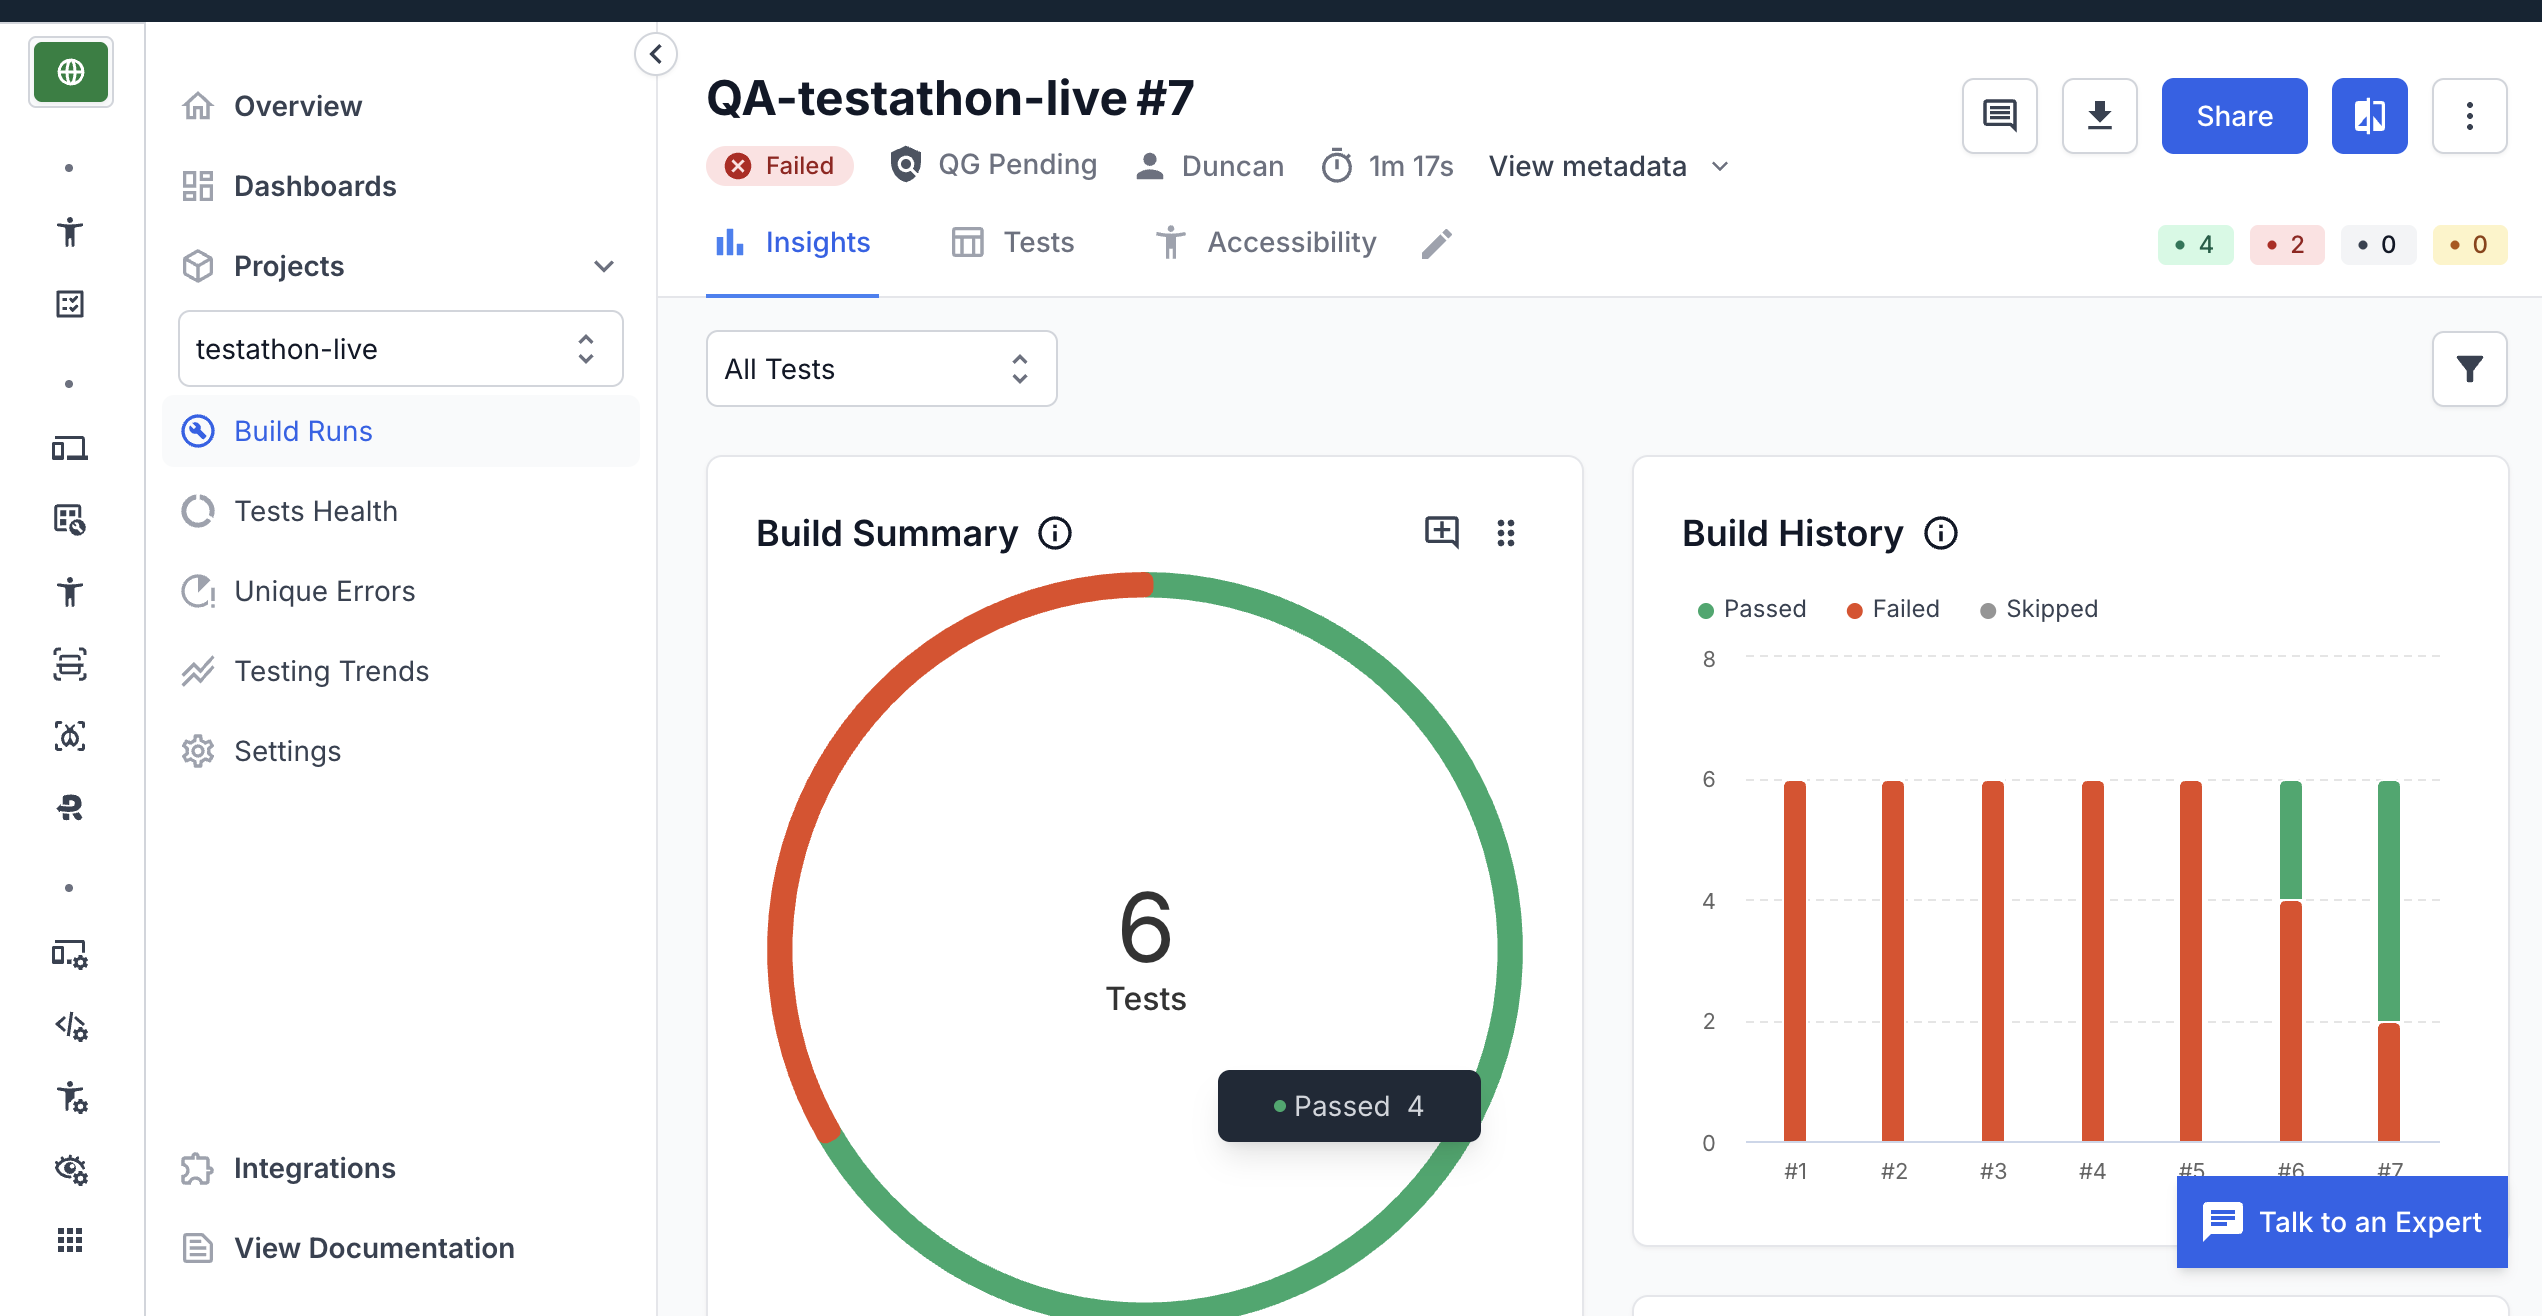 Overview
Dashboards
Projects
testathon-live
Build Runs
Tests Health
Unique Errors
Testing Trends
Settings
Integrations
View Documentation
QA-testathon-live #7
Share
Failed
QG Pending
Duncan
1m 17s
View metadata
Insights
Tests
Accessibility
4
2
0
0
All Tests
Build Summary
6
Tests
Passed 4
Build History
Passed
Failed
Skipped
8
6
4
2
0
#1 #2 #3 #4 #5 #6 #7
Talk to an Expert